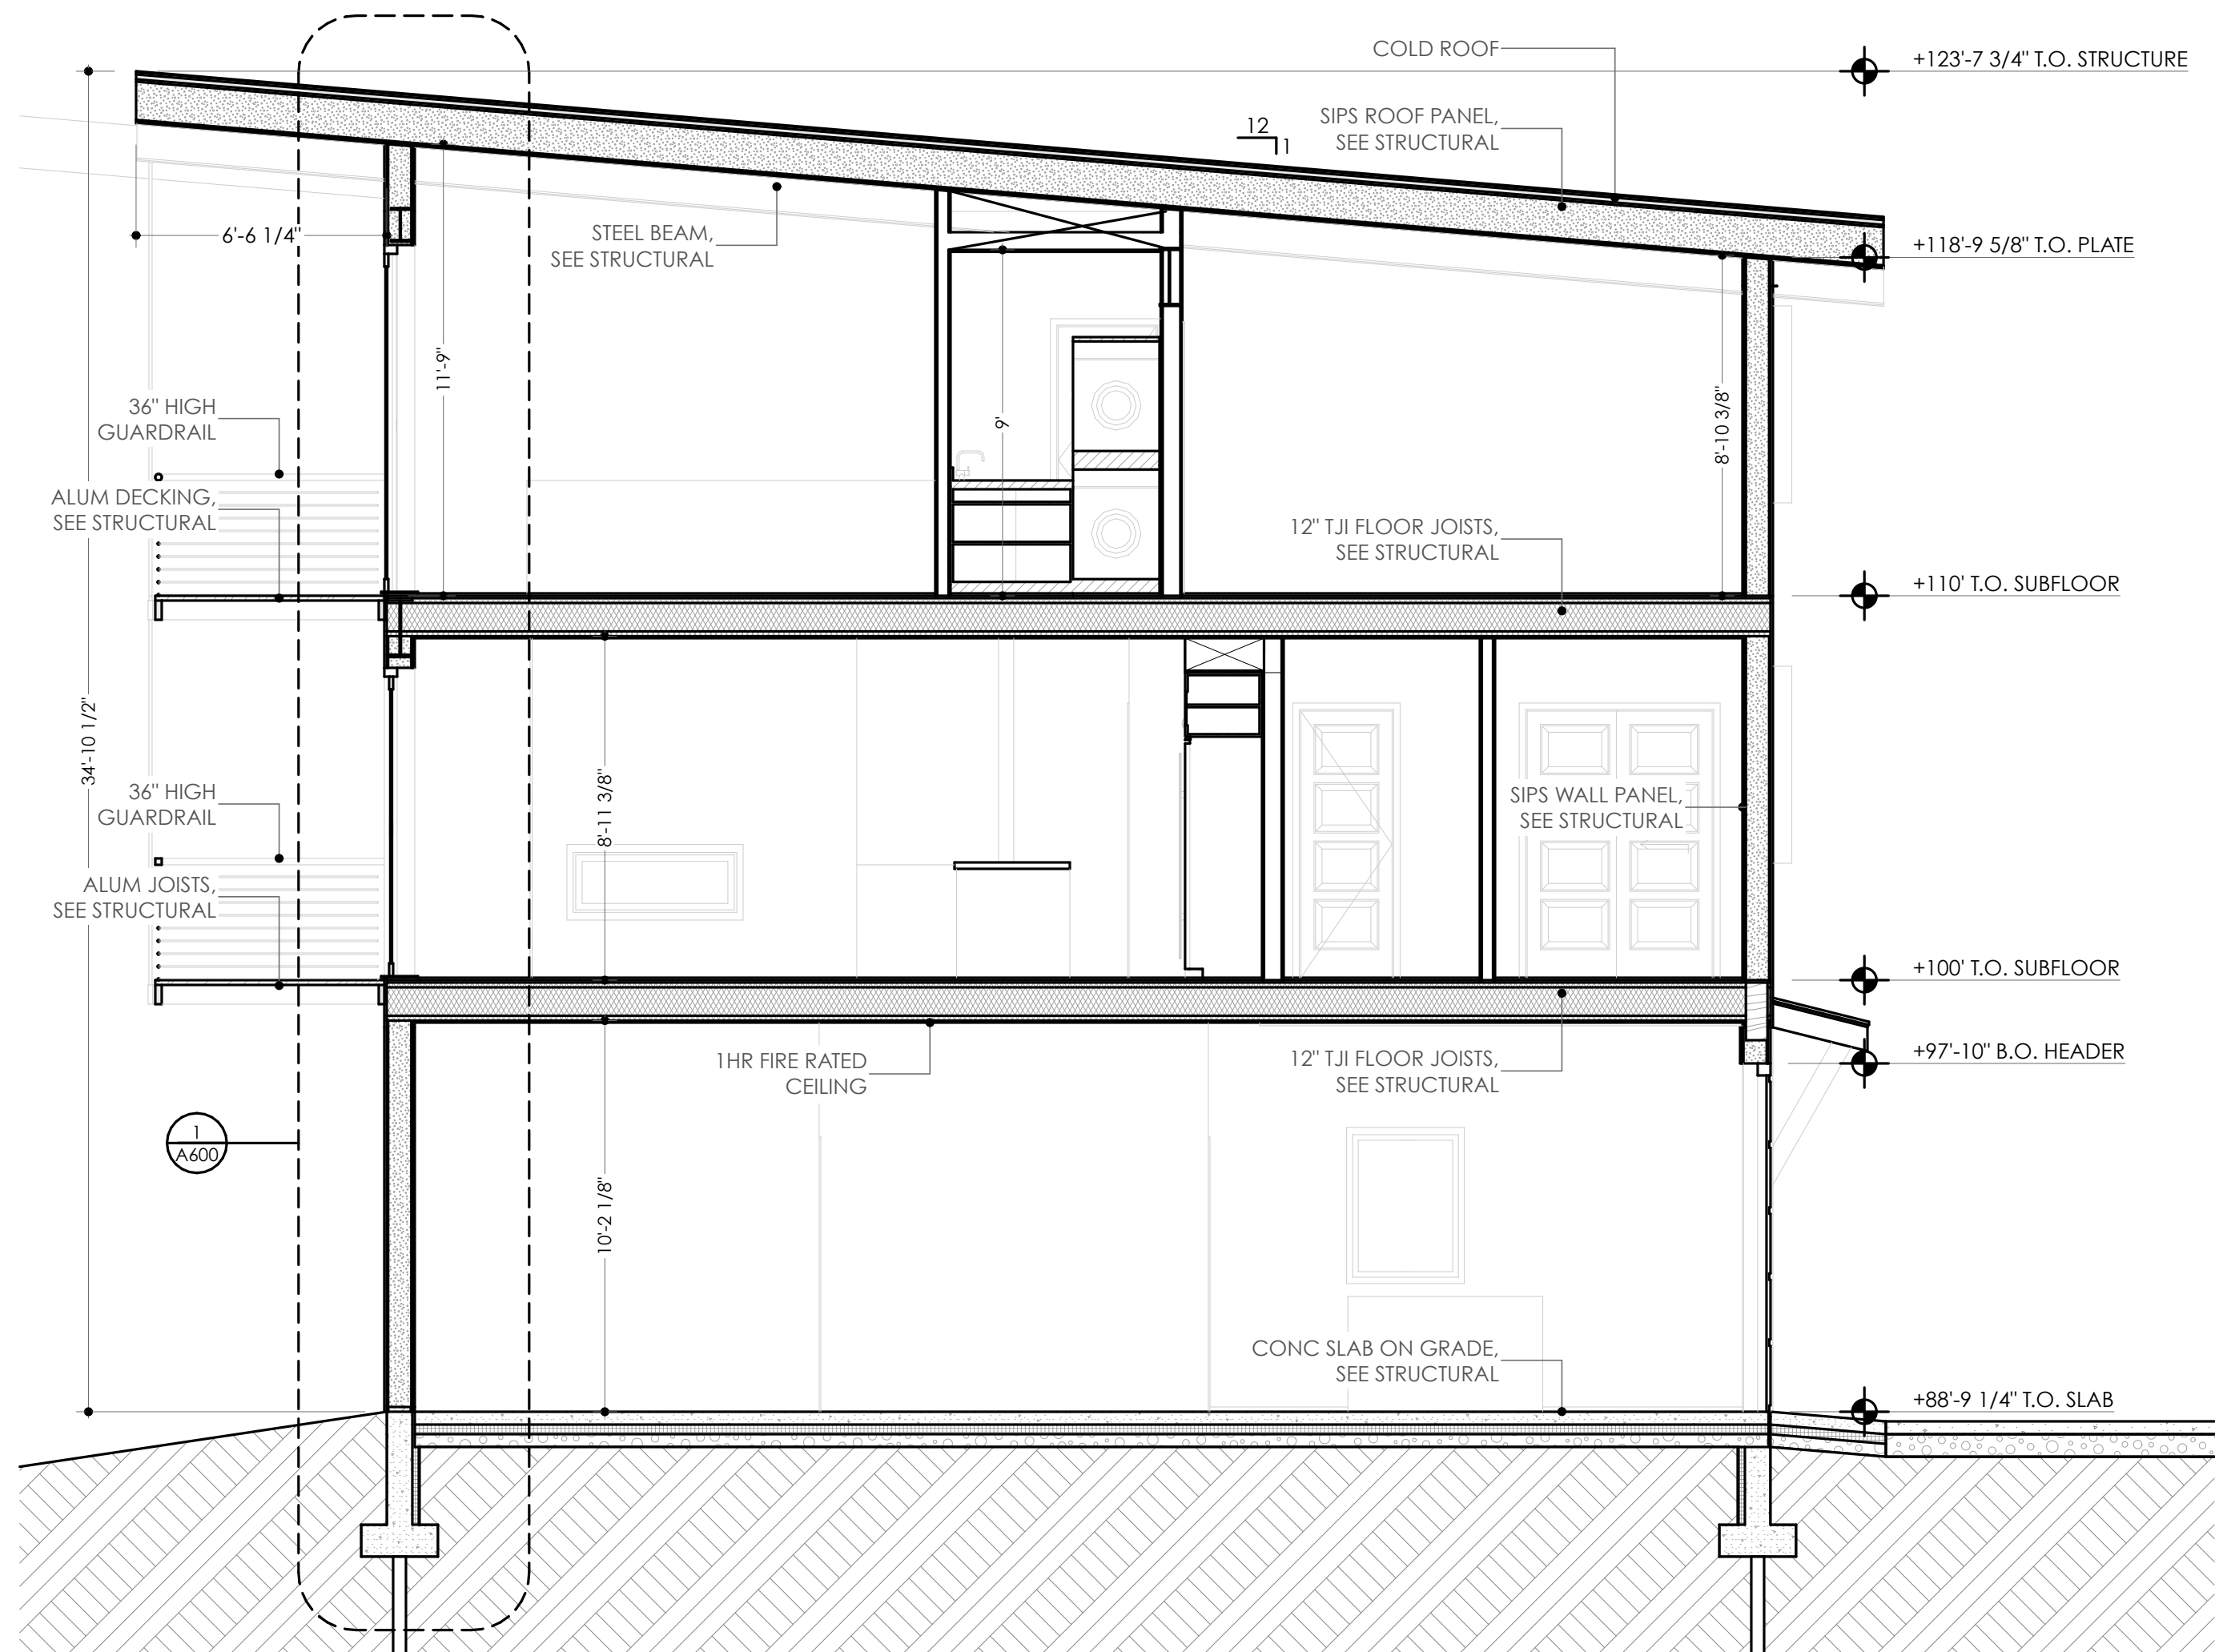 COLD ROOF
+123'-7 3/4" T.O. STRUCTURE
12
1
SIPS ROOF PANEL,
SEE STRUCTURAL
6'-6 1/4"
STEEL BEAM,
SEE STRUCTURAL
+118'-9 5/8" T.O. PLATE
11'-9"
9'
8'-10 3/8"
36" HIGH
GUARDRAIL
ALUM DECKING,
SEE STRUCTURAL
12" TJI FLOOR JOISTS,
SEE STRUCTURAL
+110' T.O. SUBFLOOR
34'-10 1/2"
8'-11 3/8"
36" HIGH
GUARDRAIL
SIPS WALL PANEL,
SEE STRUCTURAL
ALUM JOISTS,
SEE STRUCTURAL
+100' T.O. SUBFLOOR
1HR FIRE RATED
CEILING
12" TJI FLOOR JOISTS,
SEE STRUCTURAL
+97'-10" B.O. HEADER
1
A600
10'-2 1/8"
CONC SLAB ON GRADE,
SEE STRUCTURAL
+88'-9 1/4" T.O. SLAB